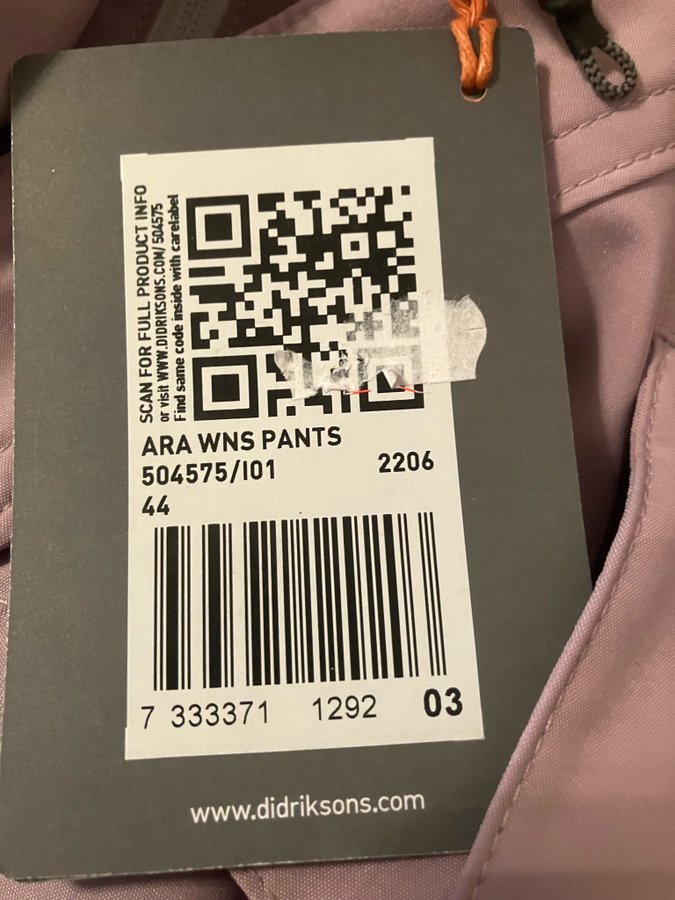 SCAN FOR FULL PRODUCT INFO
or visit WWW.DIDRIKSONS.COM/504575
Find same code inside with carelabel
ARA WNS PANTS
504575/I01 2206
44
7 333371 1292 03
www.didriksons.com